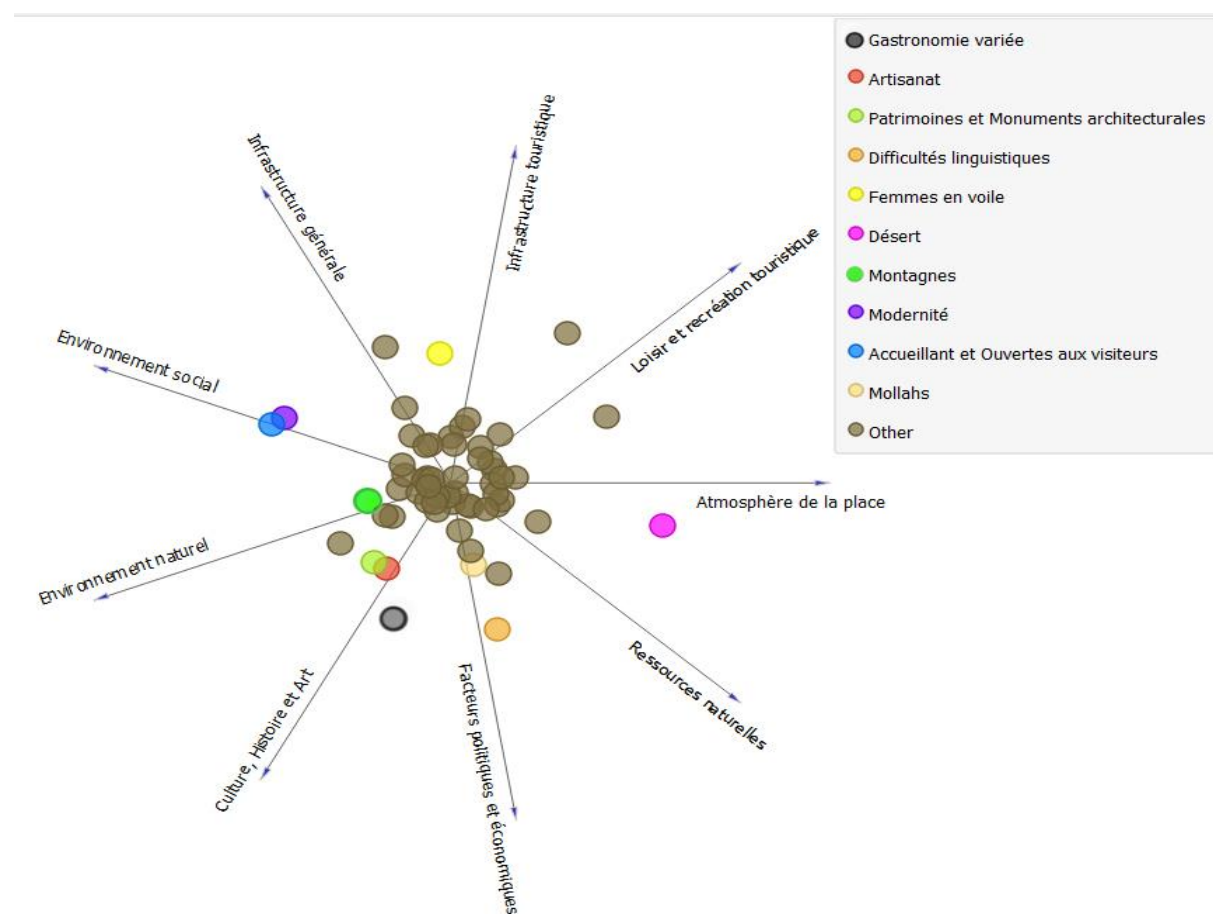 Gastronomie variée
Artisanat
Patrimoines et Monuments architecturales
Difficultés linguistiques
Femmes en voile
Désert
Montagnes
Modernité
Accueillant et Ouvertes aux visiteurs
Mollahs
Other
Infrastructure générale
Infrastructure touristique
Loisir et recréation touristique
Environnement social
Atmosphère de la place
Environnement naturel
Culture, Histoire et Art
Facteurs politiques et économiques
Ressources naturelles